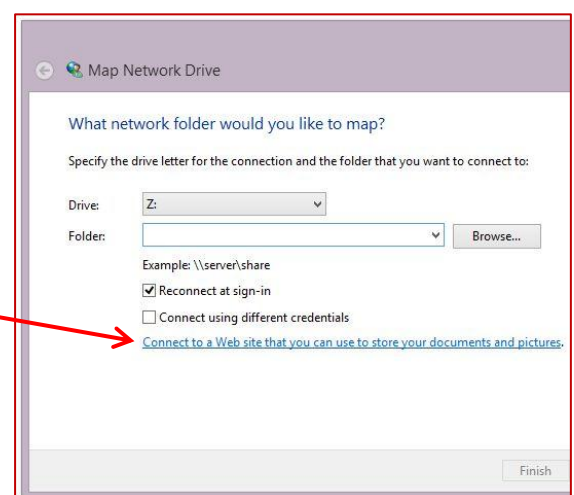 Map Network Drive
What network folder would you like to map?
Specify the drive letter for the connection and the folder that you want to connect to:
Drive: Z:
Folder: Browse...
Example: \\server\share
Reconnect at sign-in
Connect using different credentials
Connect to a Web site that you can use to store your documents and pictures.
Finish